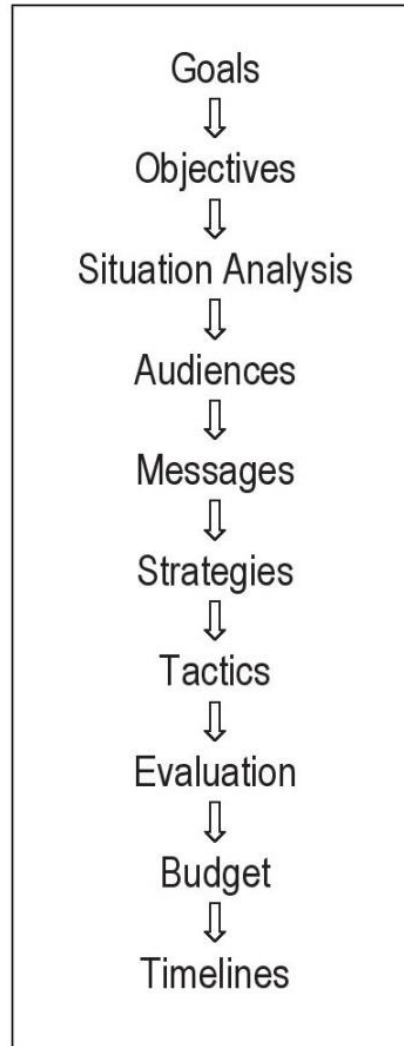 Goals
Objectives
Situation Analysis
Audiences
Messages
Strategies
Tactics
Evaluation
Budget
Timelines